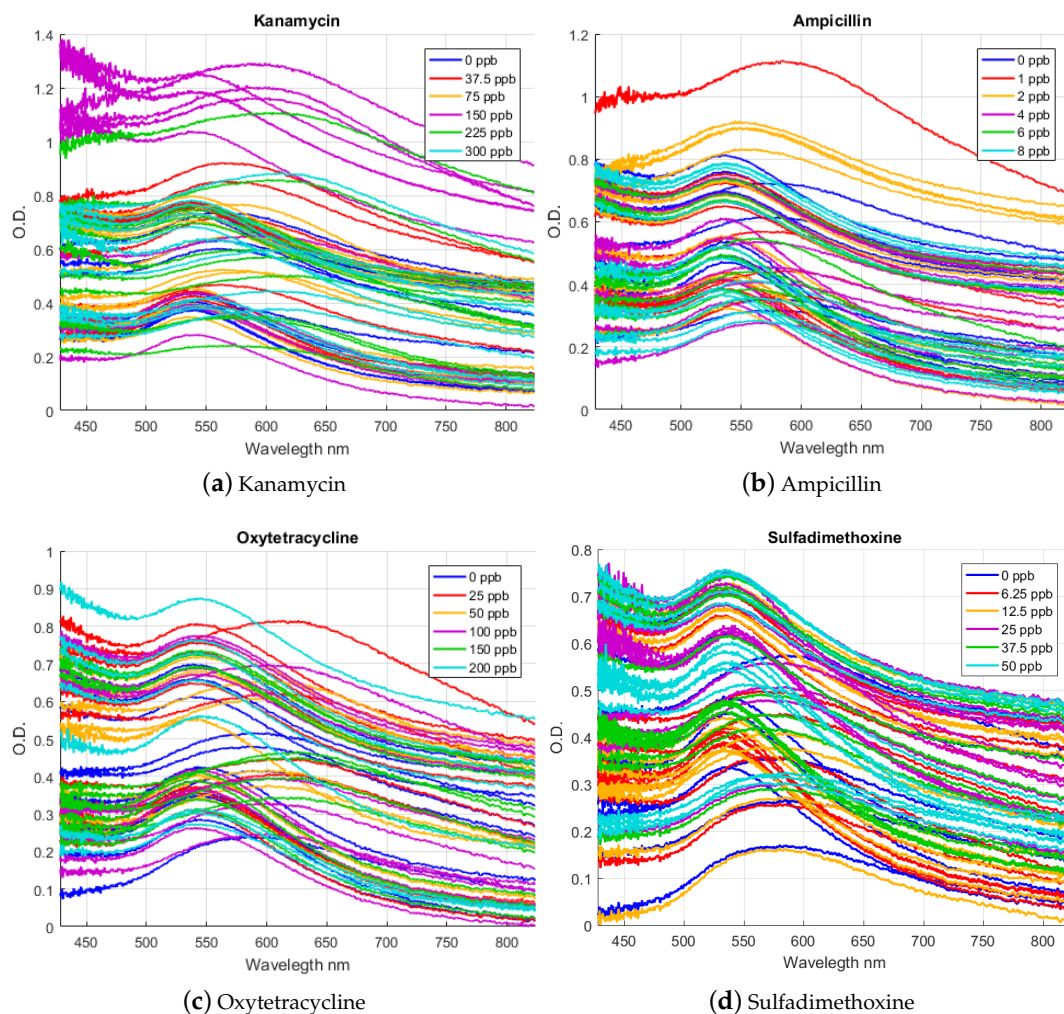 Kanamycin
1.4
1.2
1
0.8
0.6
0.4
0.2
0
O.D.
450 500 550 600 650 700 750 800
Wavelegth nm
0 ppb
37.5 ppb
75 ppb
150 ppb
225 ppb
300 ppb
(a) Kanamycin
Ampicillin
1.2
1
0.8
0.6
0.4
0.2
0
O.D.
450 500 550 600 650 700 750 800
Wavelegth nm
0 ppb
1 ppb
2 ppb
4 ppb
6 ppb
8 ppb
(b) Ampicillin
Oxytetracycline
1
0.9
0.8
0.7
0.6
0.5
0.4
0.3
0.2
0.1
0
O.D.
450 500 550 600 650 700 750 800
Wavelegth nm
0 ppb
25 ppb
50 ppb
100 ppb
150 ppb
200 ppb
(c) Oxytetracycline
Sulfadimethoxine
0.8
0.7
0.6
0.5
0.4
0.3
0.2
0.1
0
O.D.
450 500 550 600 650 700 750 800
Wavelegth nm
0 ppb
6.25 ppb
12.5 ppb
25 ppb
37.5 ppb
50 ppb
(d) Sulfadimethoxine